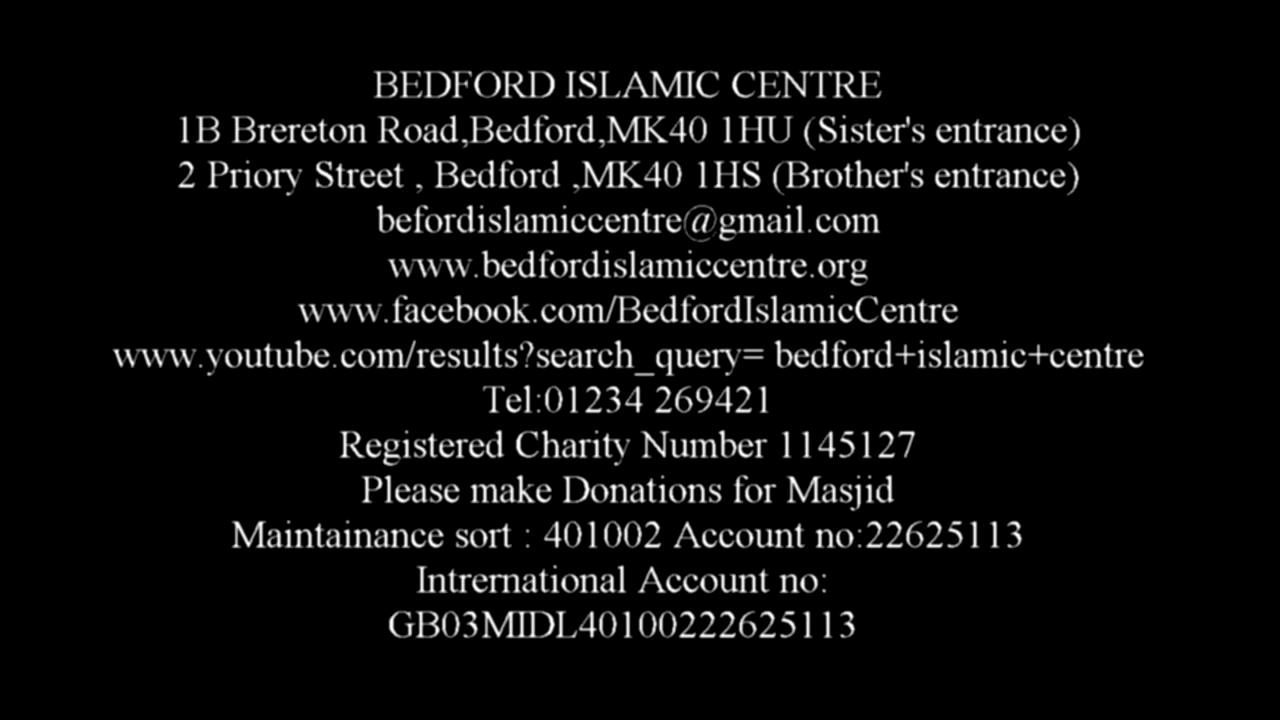 BEDFORD ISLAMIC CENTRE
1B Brereton Road,Bedford,MK40 1HU (Sister's entrance)
2 Priory Street , Bedford ,MK40 1HS (Brother's entrance)
befordislamiccentre@gmail.com
www.bedfordislamiccentre.org
www.facebook.com/BedfordIslamicCentre
www.youtube.com/results?search_query= bedford+islamic+centre
Tel:01234 269421
Registered Charity Number 1145127
Please make Donations for Masjid
Maintainance sort : 401002 Account no:22625113
Intrernational Account no:
GB03MIDL40100222625113